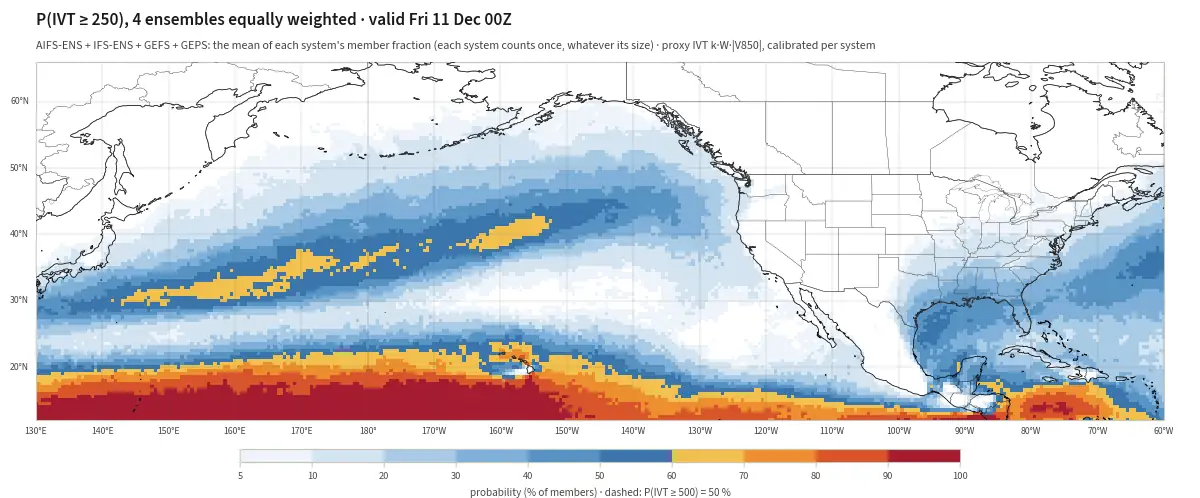 P(IVT ≥ 250), 4 ensembles equally weighted · valid Fri 11 Dec 00Z
AIFS-ENS + IFS-ENS + GEFS + GEPS: the mean of each system's member fraction (each system counts once, whatever its size) · proxy IVT k·W·|V850|, calibrated per system
60°N
50°N
40°N
30°N
20°N
130°E 140°E 150°E 160°E 170°E 180° 170°W 160°W 150°W 140°W 130°W 120°W 110°W 100°W 90°W 80°W 70°W 60°W
5 10 20 30 40 50 60 70 80 90 100
probability (% of members) · dashed: P(IVT ≥ 500) = 50 %